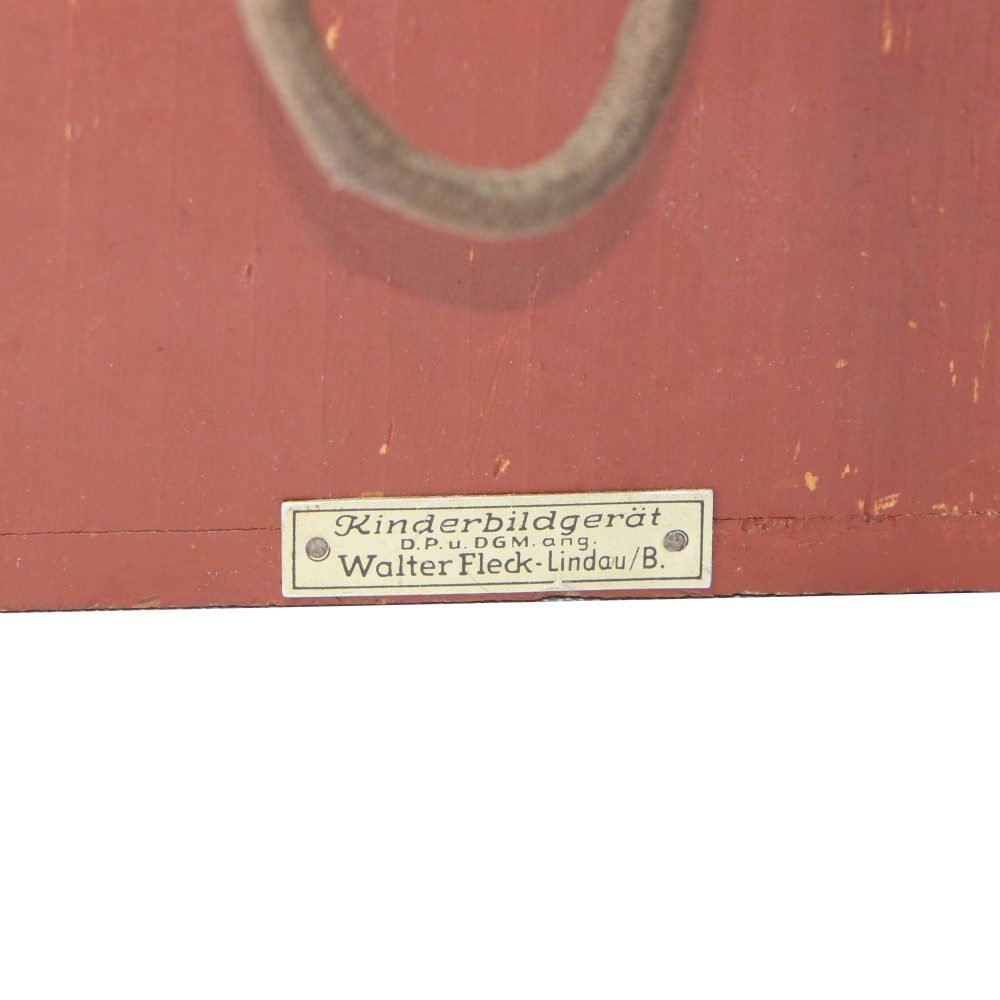 Kinderbildgerät
D.P.u. DGM. ang.
Walter Fleck-Lindau/B.